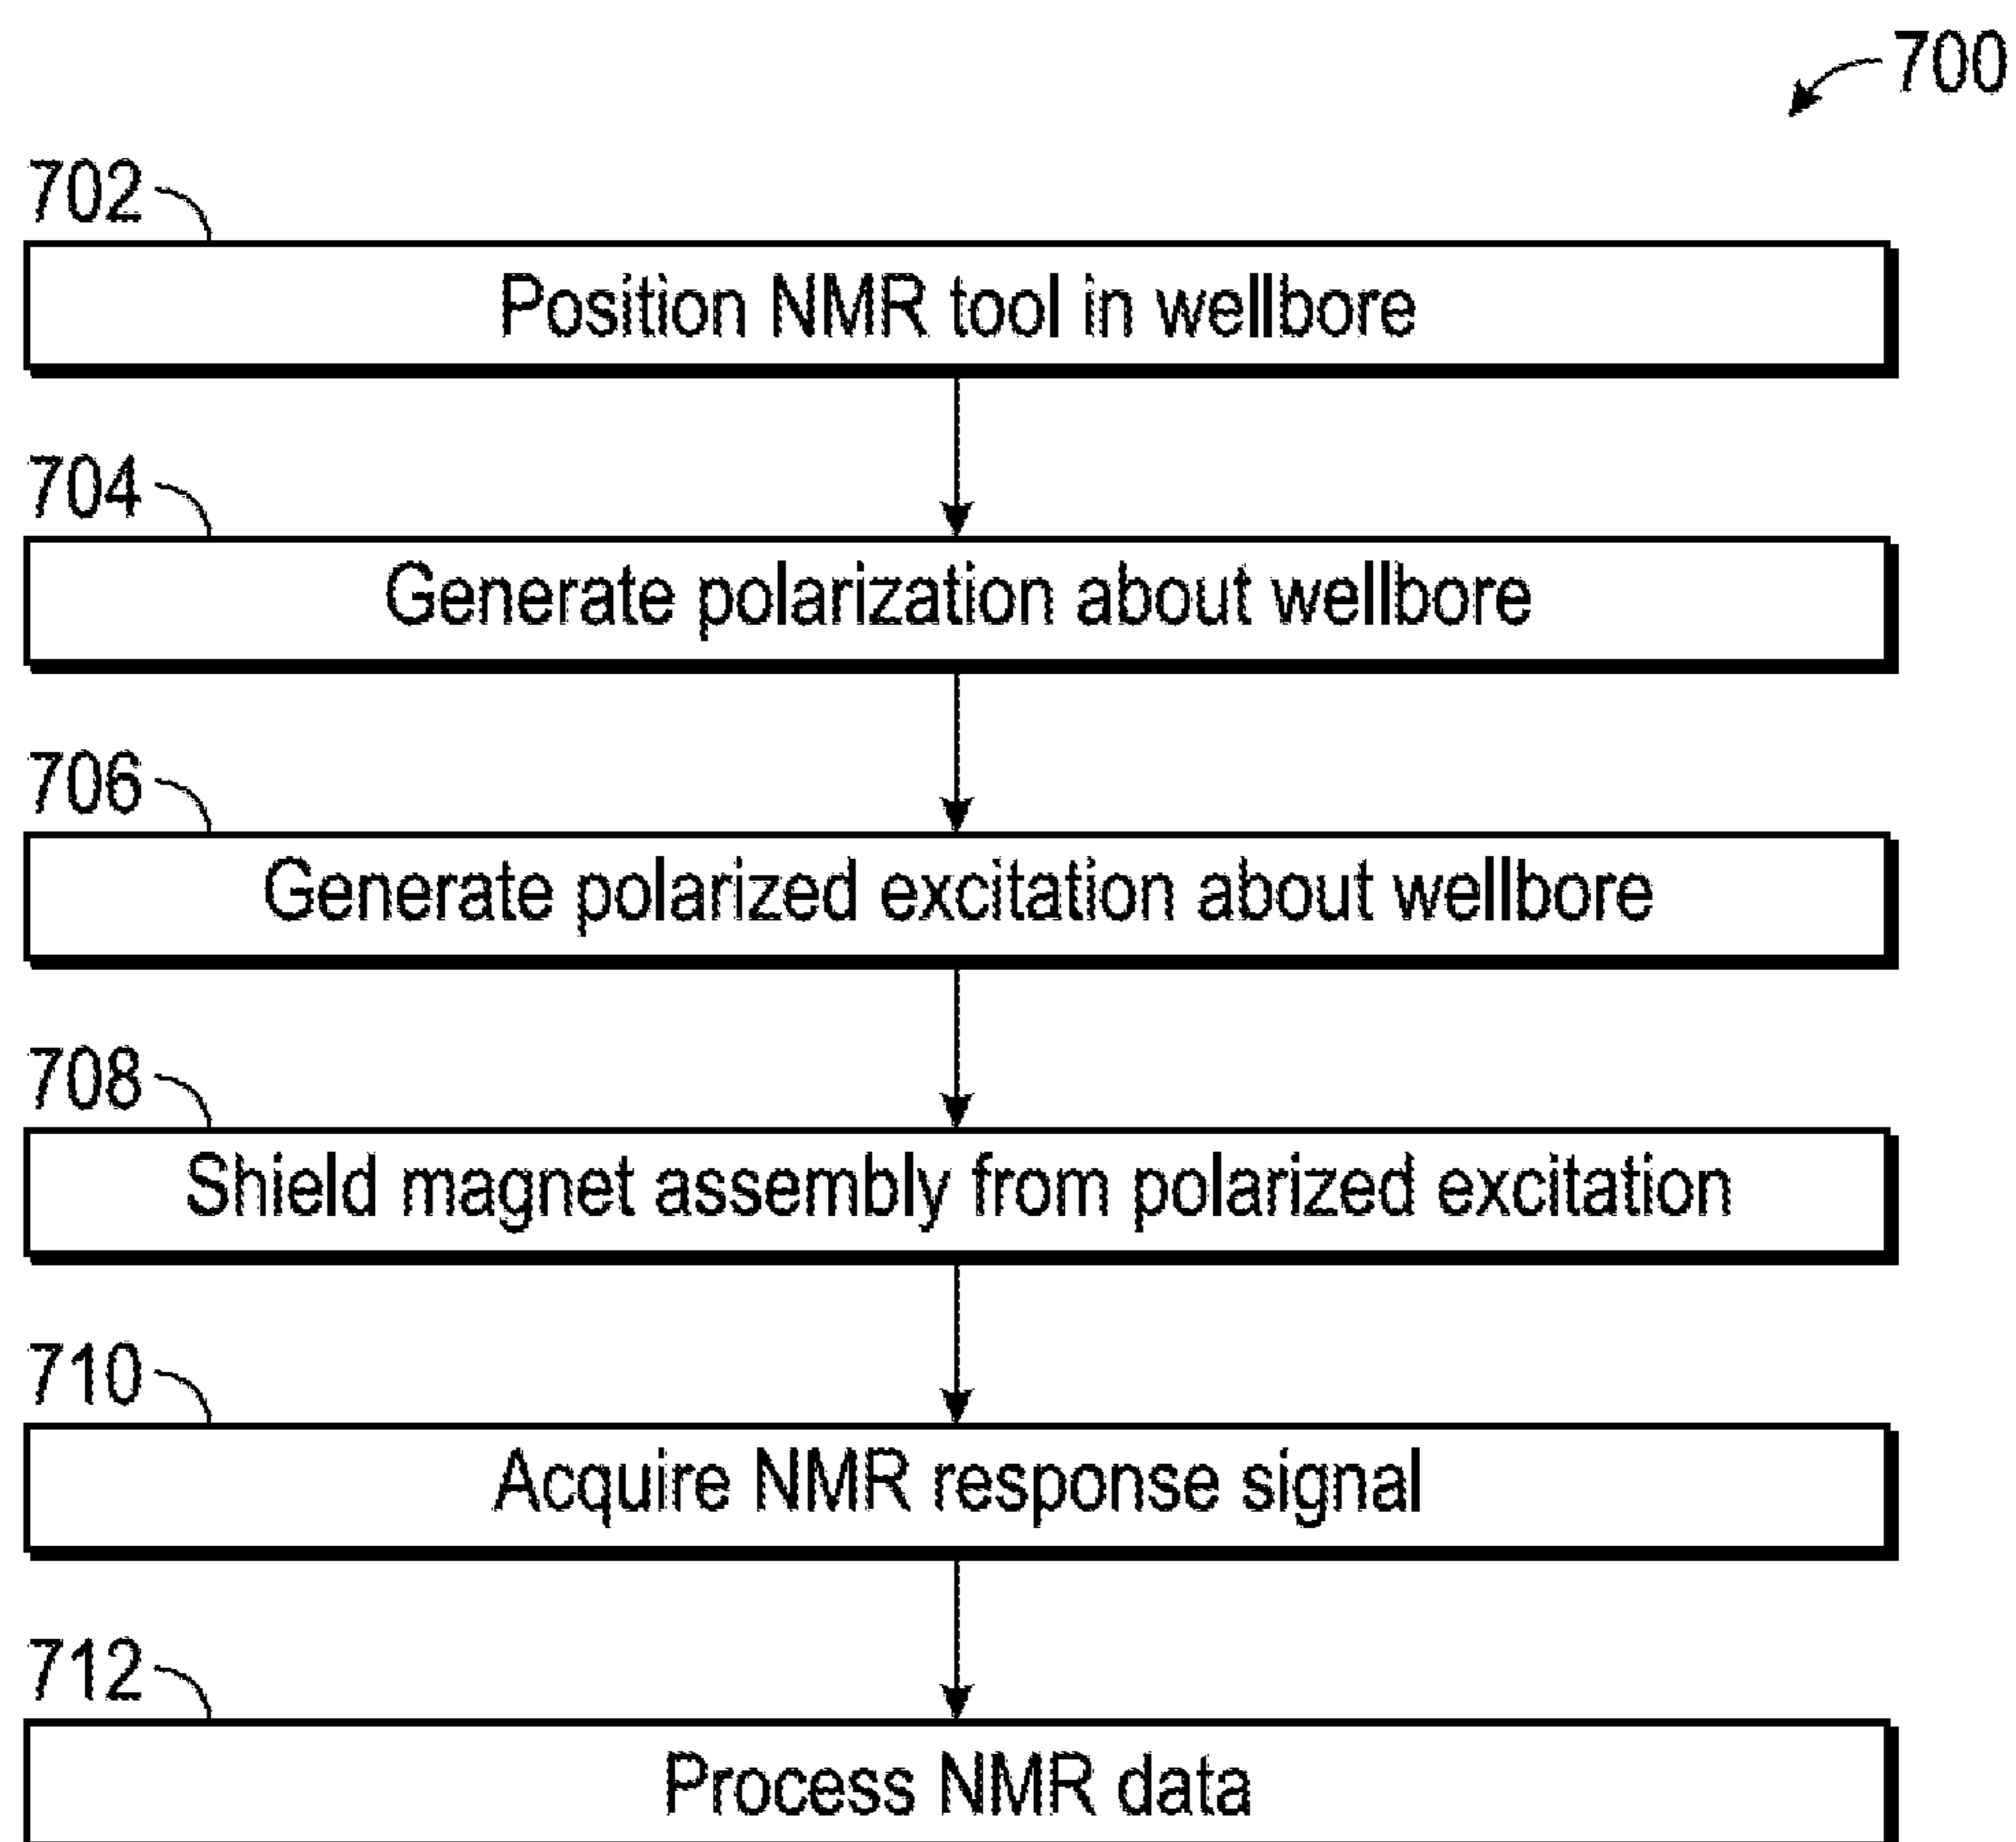 700
702
Position NMR tool in wellbore
704
Generate polarization about wellbore
706
Generate polarized excitation about wellbore
708
Shield magnet assembly from polarized excitation
710
Acquire NMR response signal
712
Process NMR data